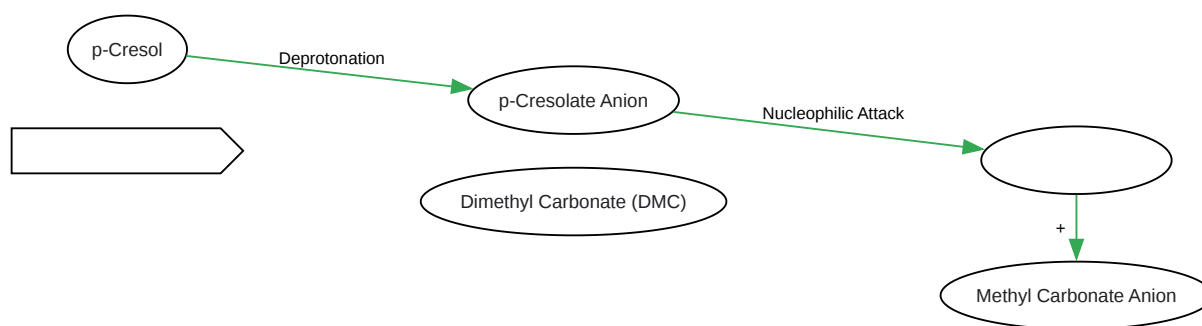 p-Cresol
Deprotonation
p-Cresolate Anion
Nucleophilic Attack
Dimethyl Carbonate (DMC)
+
Methyl Carbonate Anion